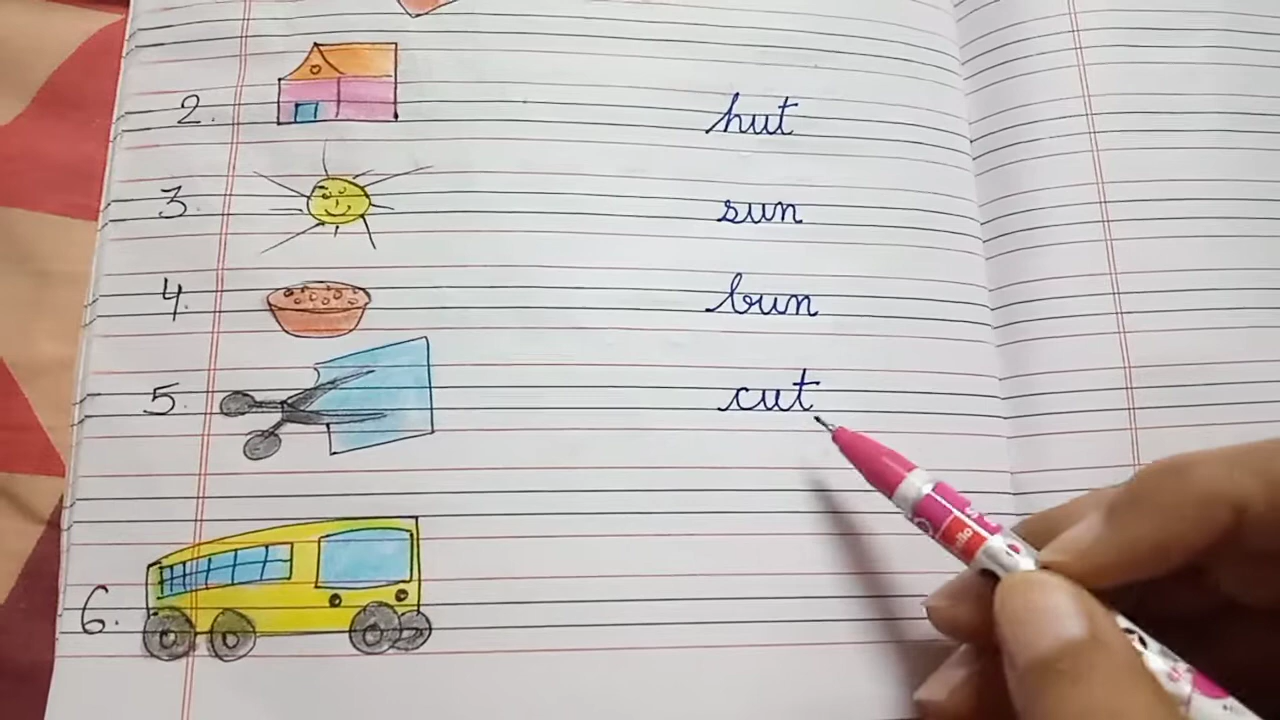 2. hut
3. sun
4. bun
5. cut
6.